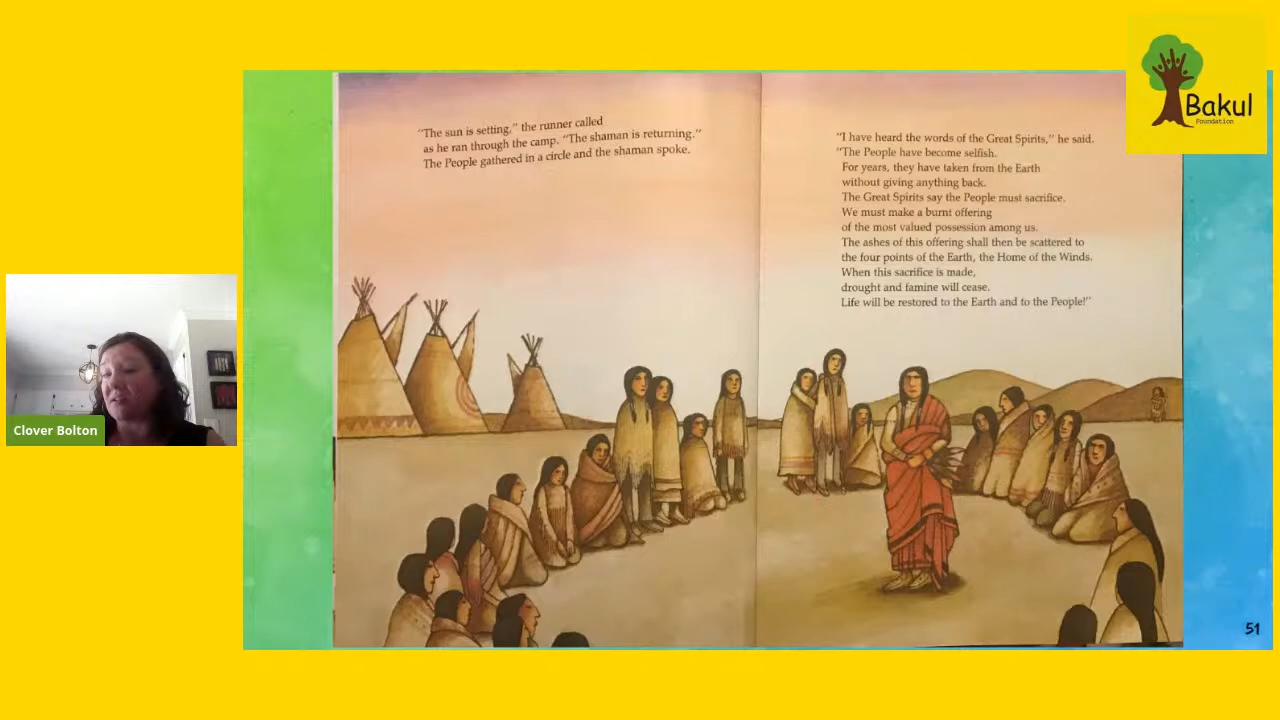 "The sun is setting," the runner called
as he ran through the camp. "The shaman is returning."
The People gathered in a circle and the shaman spoke.
"I have heard the words of the Great Spirits," he said.
"The People have become selfish.
For years, they have taken from the Earth
without giving anything back.
The Great Spirits say the People must sacrifice.
We must make a burnt offering
of the most valued possession among us.
The ashes of this offering shall then be scattered to
the four points of the Earth, the Home of the Winds.
When this sacrifice is made,
drought and famine will cease.
Life will be restored to the Earth and to the People!"
Bakul
Foundation
Clover Bolton
51